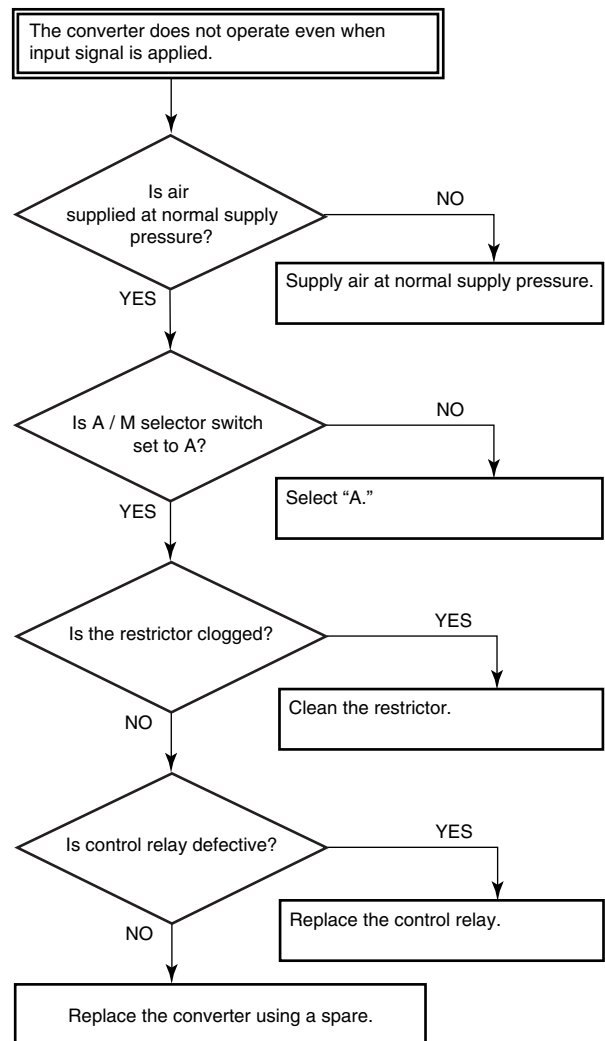 The converter does not operate even when
input signal is applied.
Is air
supplied at normal supply
pressure?
NO
Supply air at normal supply pressure.
YES
Is A / M selector switch
set to A?
NO
Select “A.”
YES
Is the restrictor clogged?
YES
Clean the restrictor.
NO
Is control relay defective?
YES
Replace the control relay.
NO
Replace the converter using a spare.